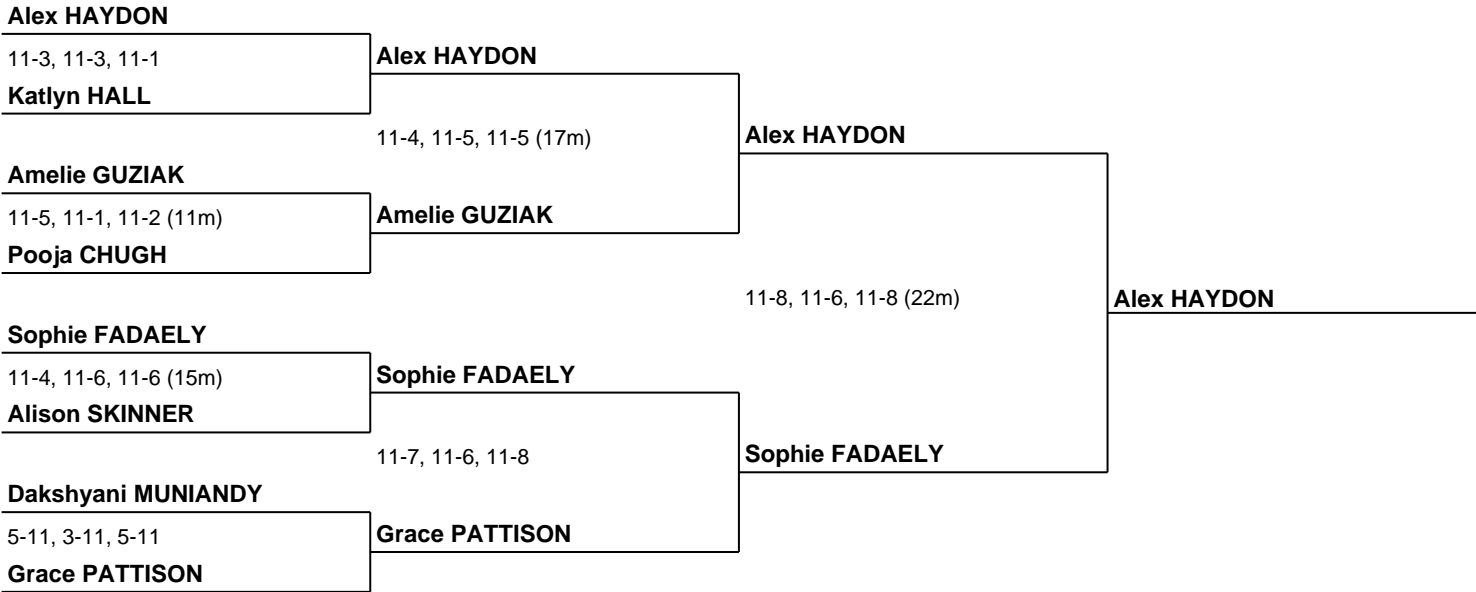 Alex HAYDON
11-3, 11-3, 11-1
Alex HAYDON
Katlyn HALL
11-4, 11-5, 11-5 (17m)
Alex HAYDON
Amelie GUZIAK
11-5, 11-1, 11-2 (11m)
Amelie GUZIAK
Pooja CHUGH
11-8, 11-6, 11-8 (22m)
Alex HAYDON
Sophie FADAELY
11-4, 11-6, 11-6 (15m)
Sophie FADAELY
Alison SKINNER
11-7, 11-6, 11-8
Sophie FADAELY
Dakshyani MUNIANDY
5-11, 3-11, 5-11
Grace PATTISON
Grace PATTISON